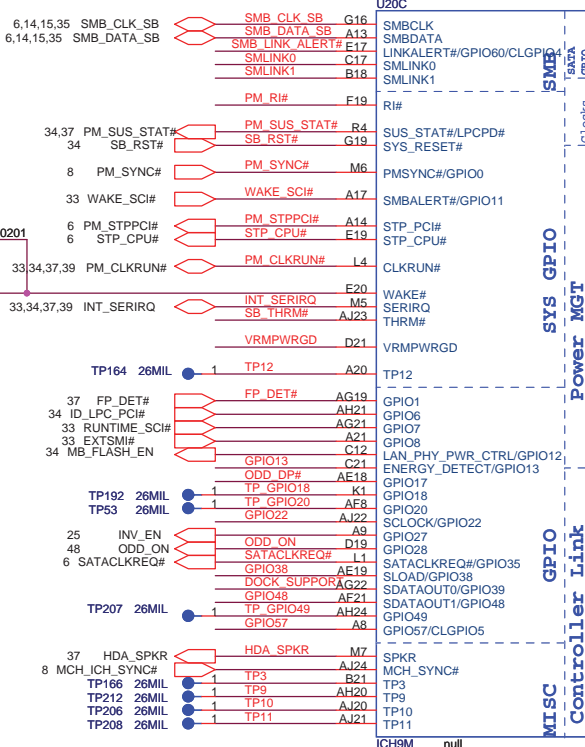 U20C
6,14,15,35 SMB_CLK_SB SMB_CLK_SB G16 SMBCLK
6,14,15,35 SMB_DATA_SB SMB_DATA_SB A13 SMBDATA
SMB_LINK_ALERT# E17 LINKALERT#/GPIO60/CLGPIO4
SMLINK0 C17 SMLINK0
SMLINK1 B18 SMLINK1
SMB
SATA
GPIO
PM_RI# F19 RI#
Clocks
34,37 PM_SUS_STAT# PM_SUS_STAT# R4 SUS_STAT#/LPCPD#
34 SB_RST# SB_RST# G19 SYS_RESET#
8 PM_SYNC# PM_SYNC# M6 PMSYNC#/GPIO0
33 WAKE_SCI# WAKE_SCI# A17 SMBALERT#/GPIO11
6 PM_STPPCI# PM_STPPCI# A14 STP_PCI#
6 STP_CPU# STP_CPU# E19 STP_CPU#
0201
33,34,37,39 PM_CLKRUN# PM_CLKRUN# L4 CLKRUN#
E20 WAKE#
33,34,37,39 INT_SERIRQ INT_SERIRQ M5 SERIRQ
SB_THRM# AJ23 THRM#
VRMPWRGD D21 VRMPWRGD
TP164 26MIL 1 TP12 A20 TP12
SYS GPIO
Power MGT
37 FP_DET# FP_DET# AG19 GPIO1
34 ID_LPC_PCI# AH21 GPIO6
33 RUNTIME_SCI# AG21 GPIO7
33 EXTSMI# A21 GPIO8
34 MB_FLASH_EN C12 LAN_PHY_PWR_CTRL/GPIO12
GPIO13 C21 ENERGY_DETECT/GPIO13
ODD_DP# AE18 GPIO17
TP192 26MIL 1 TP_GPIO18 K1 GPIO18
TP53 26MIL 1 TP_GPIO20 AF8 GPIO20
GPIO22 AJ22 SCLOCK/GPIO22
25 INV_EN A9 GPIO27
48 ODD_ON ODD_ON D19 GPIO28
6 SATACLKREQ# SATACLKREQ# L1 SATACLKREQ#/GPIO35
GPIO38 AE19 SLOAD/GPIO38
DOCK_SUPPORT AG22 SDATAOUT0/GPIO39
GPIO48 AF21 SDATAOUT1/GPIO48
TP207 26MIL 1 TP_GPIO49 AH24 GPIO49
GPIO57 A8 GPIO57/CLGPIO5
GPIO
Controller Link
37 HDA_SPKR HDA_SPKR M7 SPKR
8 MCH_ICH_SYNC# AJ24 MCH_SYNC#
TP166 26MIL 1 TP3 B21 TP3
TP212 26MIL 1 TP9 AH20 TP9
TP206 26MIL 1 TP10 AJ20 TP10
TP208 26MIL 1 TP11 AJ21 TP11
MISC
ICH9M null